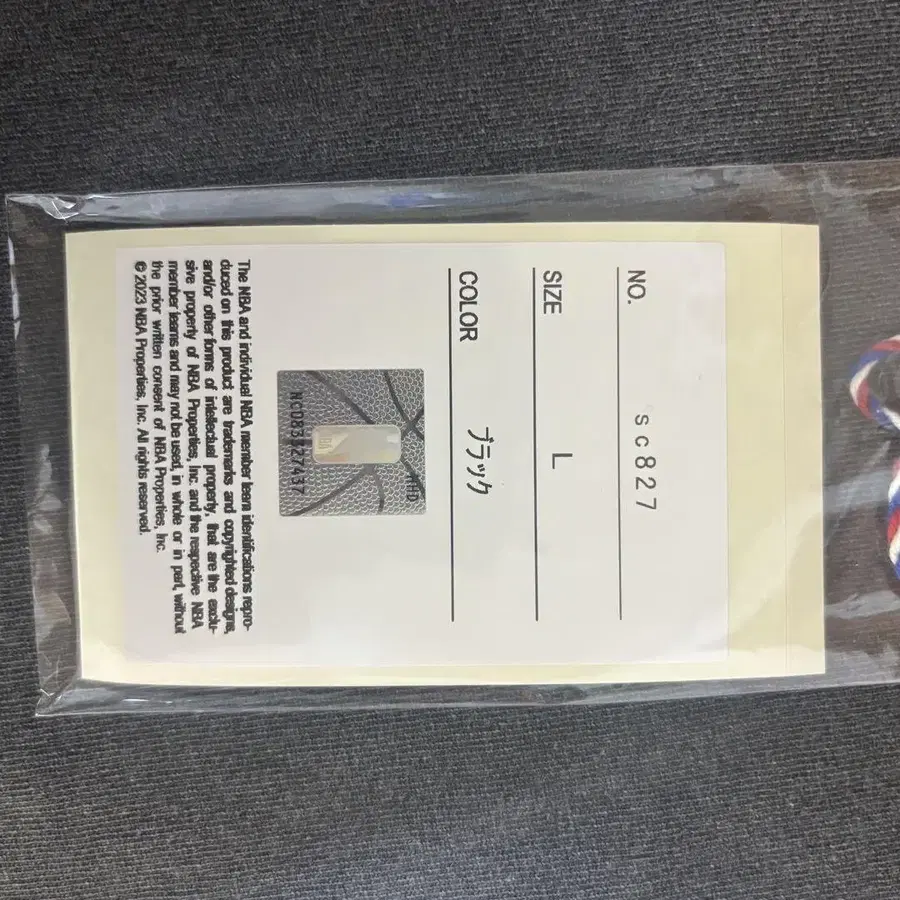 NO. sc827
SIZE L
COLOR ブラック
NBA
NCD83327437
The NBA and individual NBA member team identifications repro-
duced on this product are trademarks and copyrighted designs,
and/or other forms of intellectual property, that are the exclu-
sive property of NBA Properties, Inc. and the respective NBA
member teams and may not be used, in whole or in part, without
the prior written consent of NBA Properties, Inc.
© 2023 NBA Properties, Inc. All rights reserved.